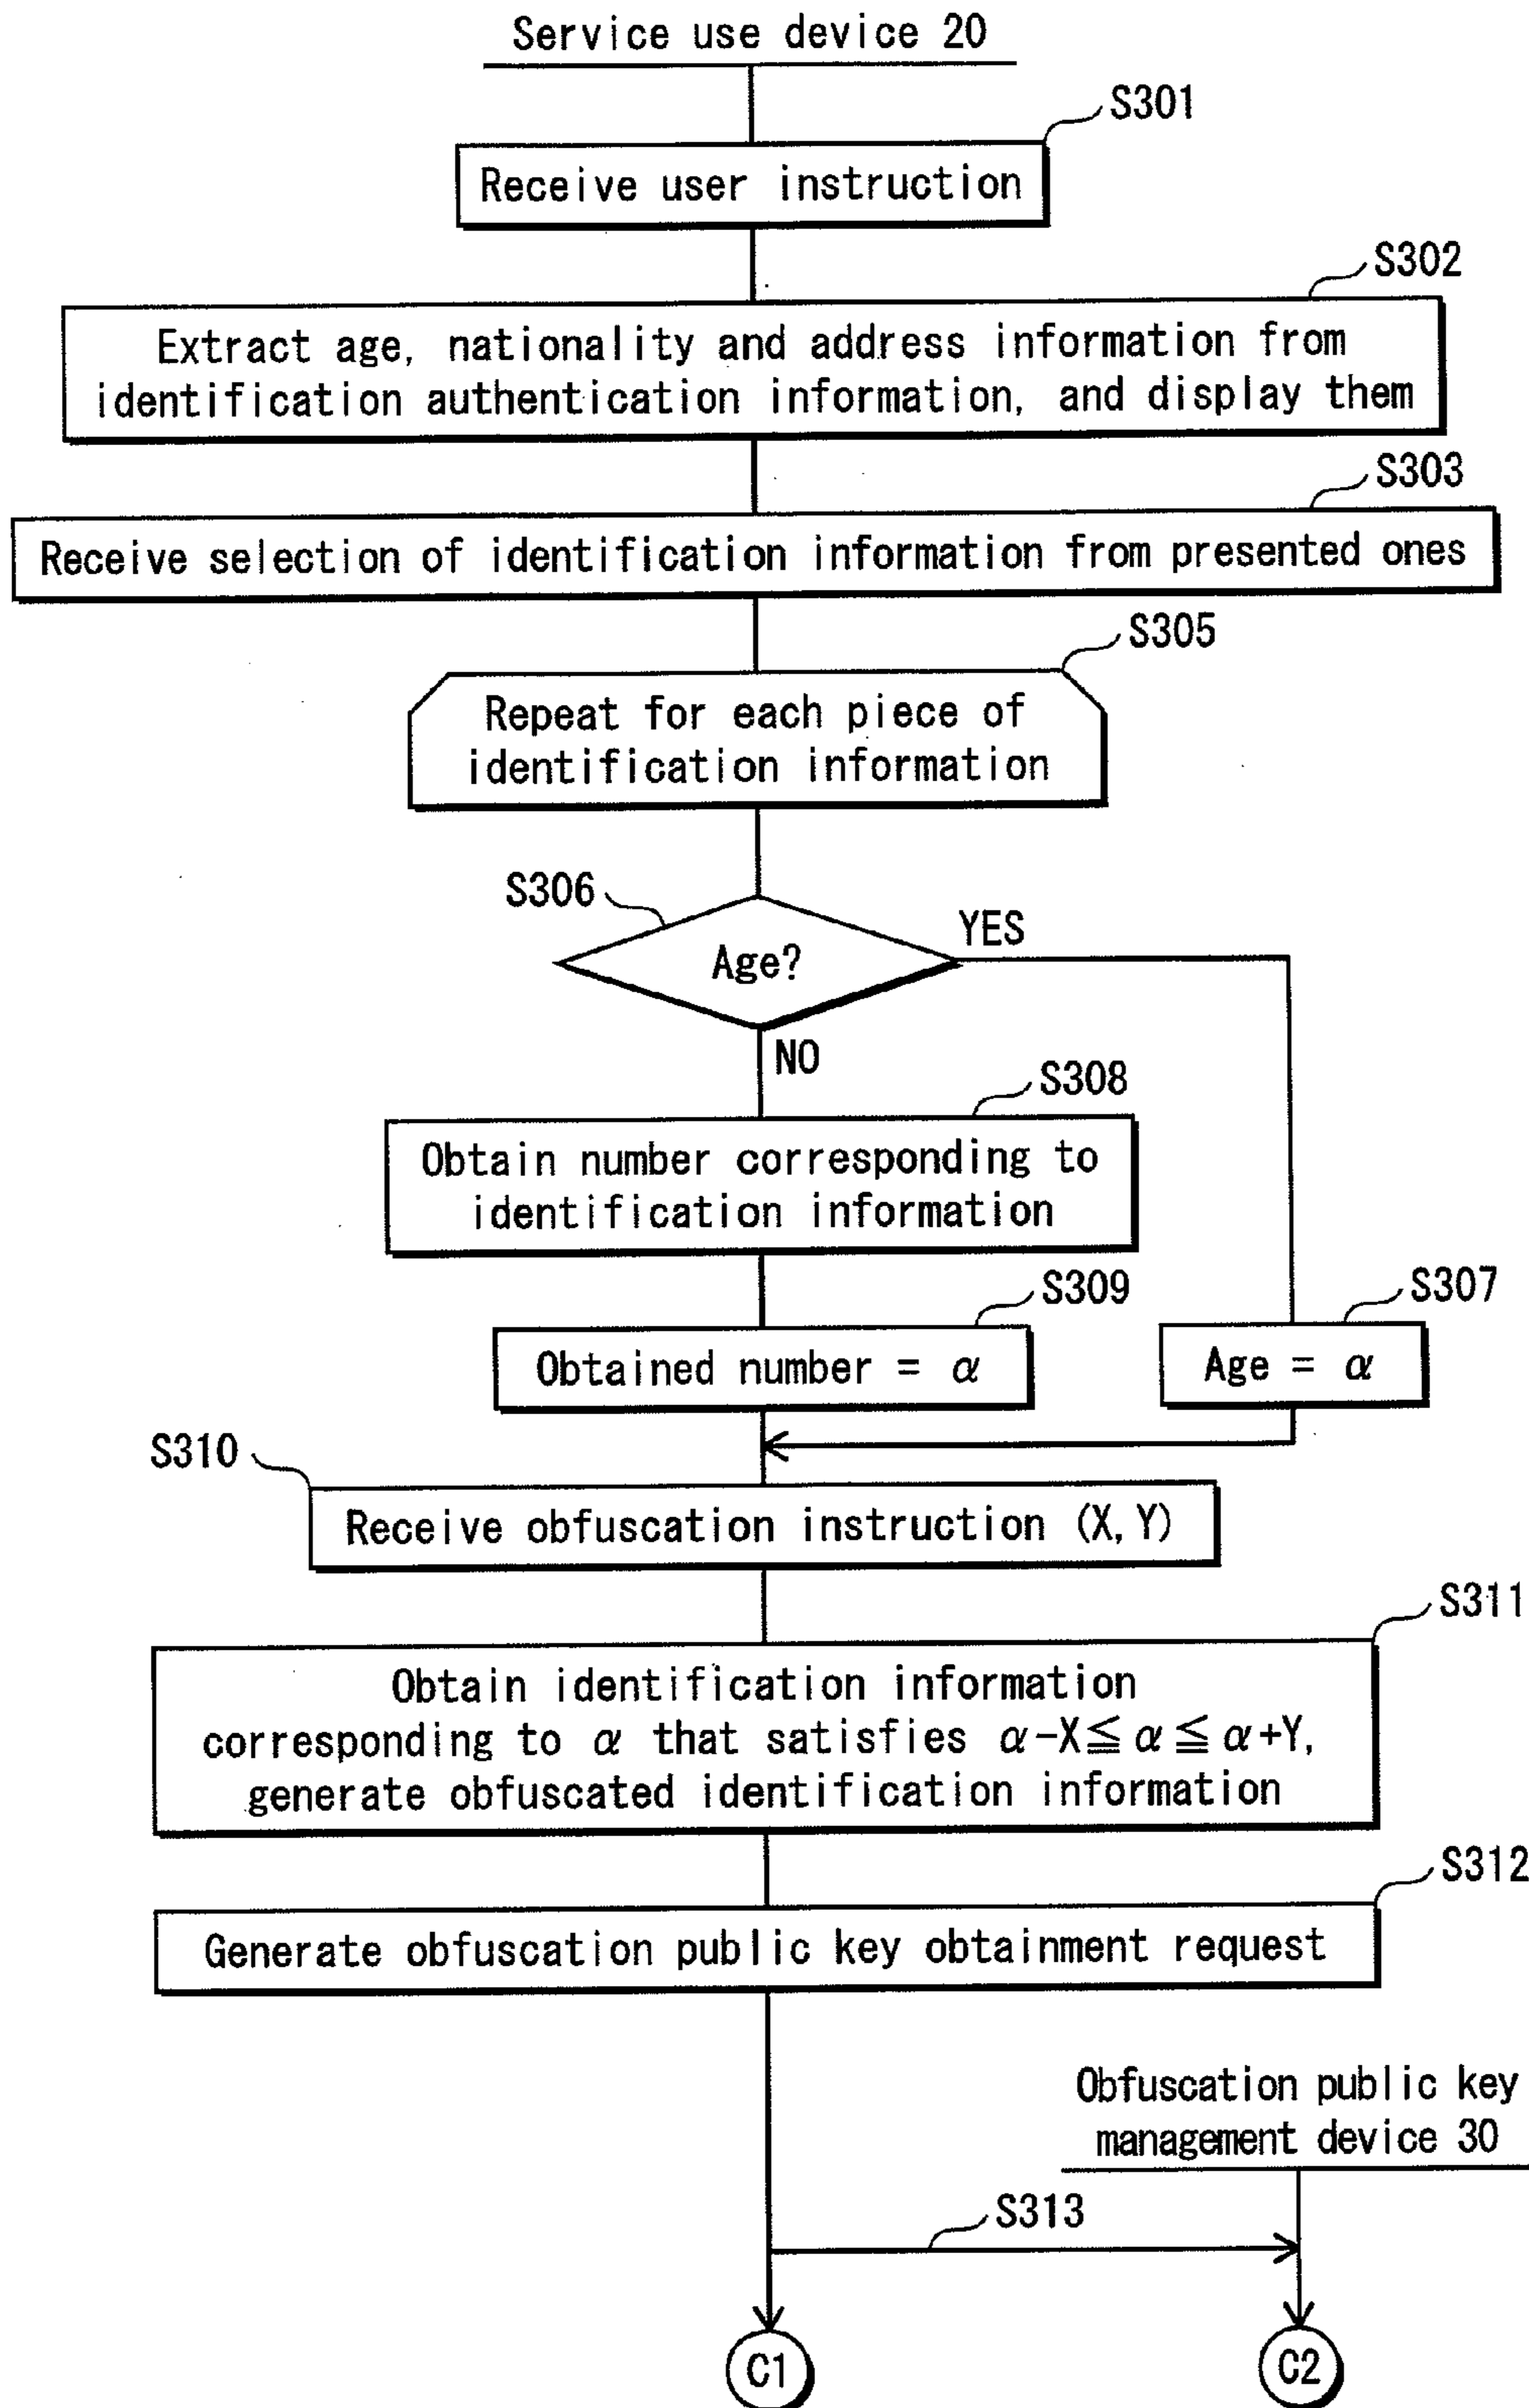 Service use device 20
S301
Receive user instruction
S302
Extract age, nationality and address information from
identification authentication information, and display them
S303
Receive selection of identification information from presented ones
S305
Repeat for each piece of
identification information
S306
Age?
YES
NO
S308
Obtain number corresponding to
identification information
S309
Obtained number = α
S307
Age = α
S310
Receive obfuscation instruction (X, Y)
S311
Obtain identification information
corresponding to α that satisfies α-X≦α≦α+Y,
generate obfuscated identification information
S312
Generate obfuscation public key obtainment request
Obfuscation public key
management device 30
S313
C1
C2